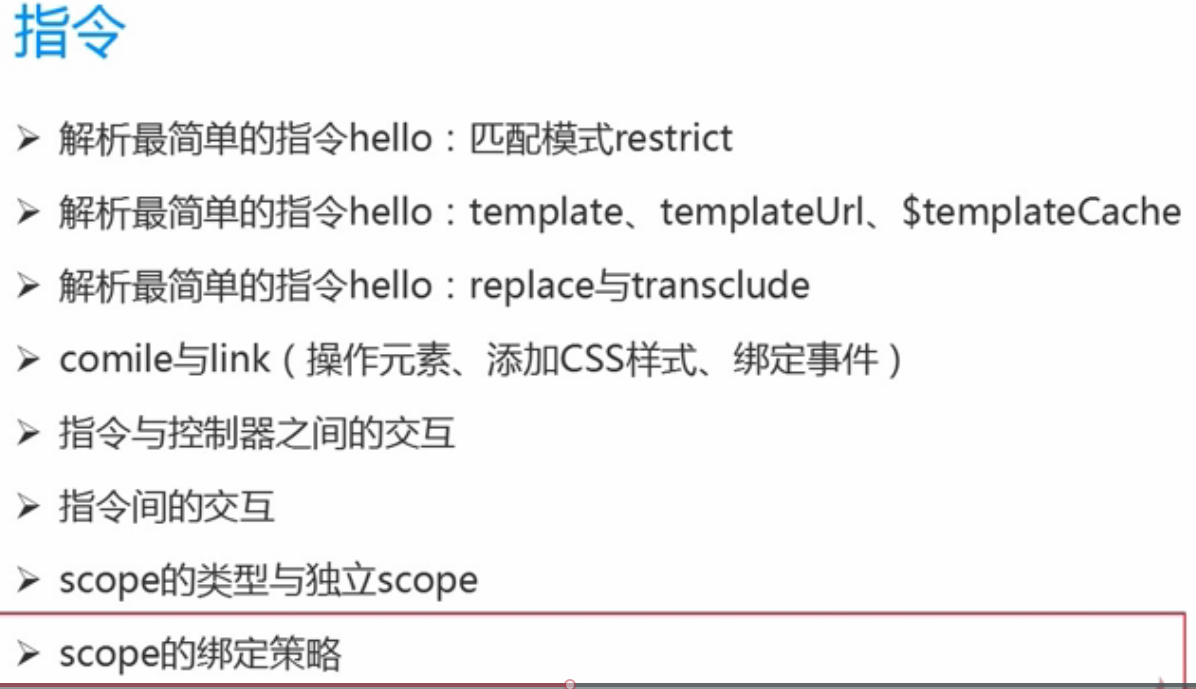 指令
解析最简单的指令hello：匹配模式restrict
解析最简单的指令hello：template、templateUrl、$templateCache
解析最简单的指令hello：replace与transclude
comile与link（操作元素、添加CSS样式、绑定事件）
指令与控制器之间的交互
指令间的交互
scope的类型与独立scope
scope的绑定策略